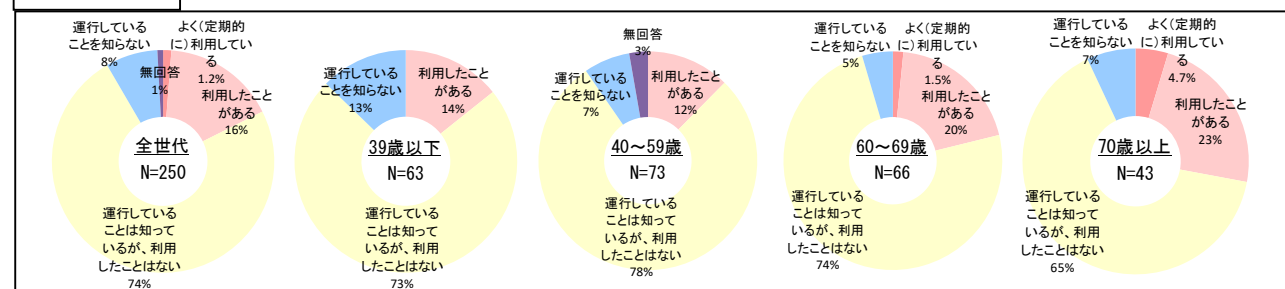 運行している
ことを知らない
8%
無回答
1%
よく(定期的
に)利用してい
る
1.2%
利用したこと
がある
16%
全世代
N=250
運行している
ことは知って
いるが、利用
したことはない
74%
運行している
ことを知らない
13%
利用したこと
がある
14%
39歳以下
N=63
運行している
ことは知って
いるが、利用
したことはない
73%
無回答
3%
運行している
ことを知らない
7%
利用したこと
がある
12%
40~59歳
N=73
運行している
ことは知って
いるが、利用
したことはない
78%
運行している
ことを知らない
5%
よく(定期的
に)利用してい
る
1.5%
利用したこと
がある
20%
60~69歳
N=66
運行している
ことは知って
いるが、利用
したことはない
74%
運行している
ことを知らない
7%
よく(定期的
に)利用してい
る
4.7%
利用したこと
がある
23%
70歳以上
N=43
運行している
ことは知って
いるが、利用
したことはない
65%